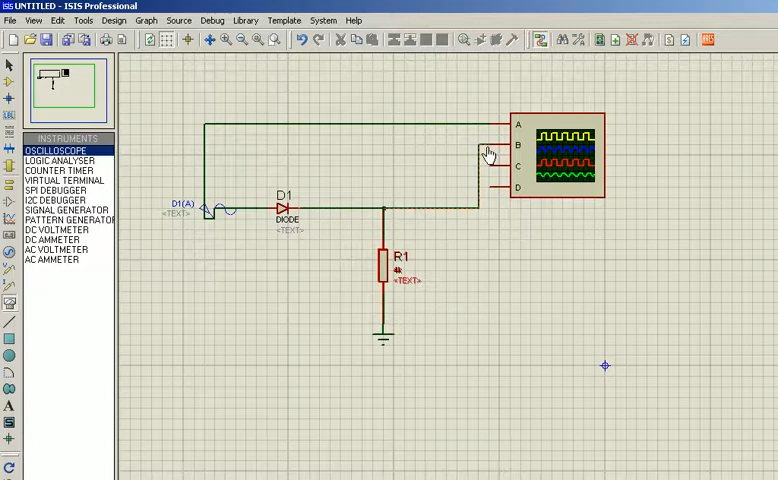 UNTITLED - ISIS Professional
File View Edit Tools Design Graph Source Debug Library Template System Help
INSTRUMENTS
OSCILLOSCOPE
LOGIC ANALYSER
COUNTER TIMER
VIRTUAL TERMINAL
SPI DEBUGGER
I2C DEBUGGER
SIGNAL GENERATOR
PATTERN GENERATOR
DC VOLTMETER
DC AMMETER
AC VOLTMETER
AC AMMETER
LBL
A
S
A
B
C
D
D1(A)
<TEXT>
D1
DIODE
<TEXT>
R1
<TEXT>